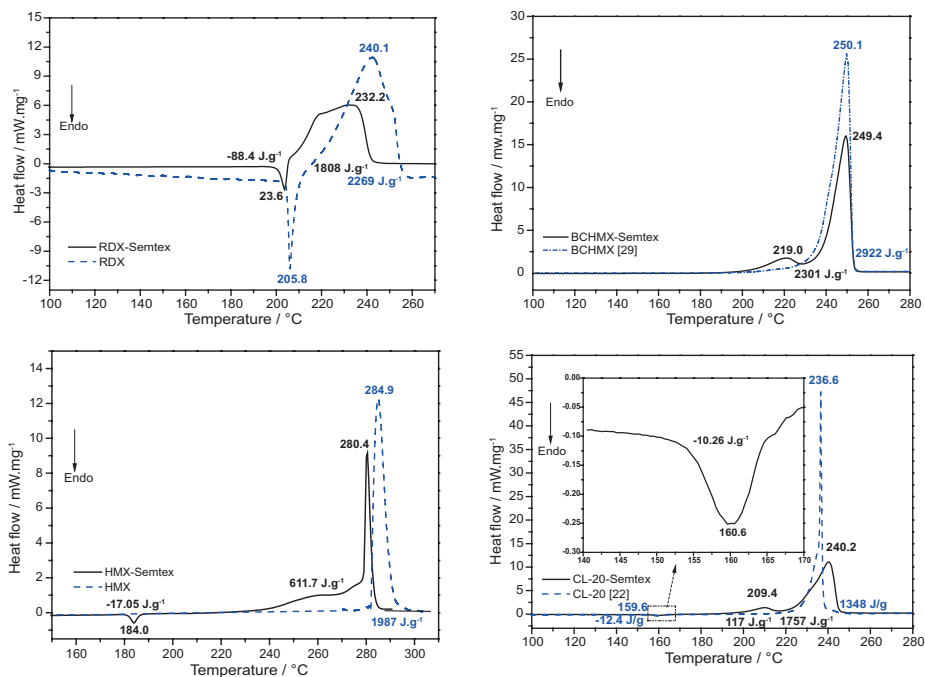 15
12
9
6
3
0
-3
-6
-9
-12
Heat flow / mW.mg-1
Endo
240.1
232.2
-88.4 J.g-1
1808 J.g-1
2269 J.g-1
23.6
205.8
RDX-Semtex
RDX
100 120 140 160 180 200 220 240 260
Temperature / °C
30
25
20
15
10
5
0
Heat flow / mW.mg-1
Endo
250.1
249.4
BCHMX-Semtex
BCHMX [29]
219.0
2922 J.g-1
2301 J.g-1
100 120 140 160 180 200 220 240 260 280
Temperature / °C
14
12
10
8
6
4
2
0
Heat flow / mW.mg-1
Endo
284.9
280.4
HMX-Semtex
HMX
611.7 J.g-1
-17.05 J.g-1
184.0
1987 J.g-1
160 180 200 220 240 260 280 300
Temperature / °C
55
50
45
40
35
30
25
20
15
10
5
0
Heat flow / mW.mg-1
Endo
236.6
0.00
-0.05
-0.10
-0.15
-0.20
-0.25
-0.30
-10.26 J.g-1
160.6
140 145 150 155 160 165 170
240.2
CL-20-Semtex
CL-20 [22]
209.4
159.6
1348 J/g
-12.4 J/g
117 J.g-1
1757 J.g-1
100 120 140 160 180 200 220 240 260 280
Temperature / °C